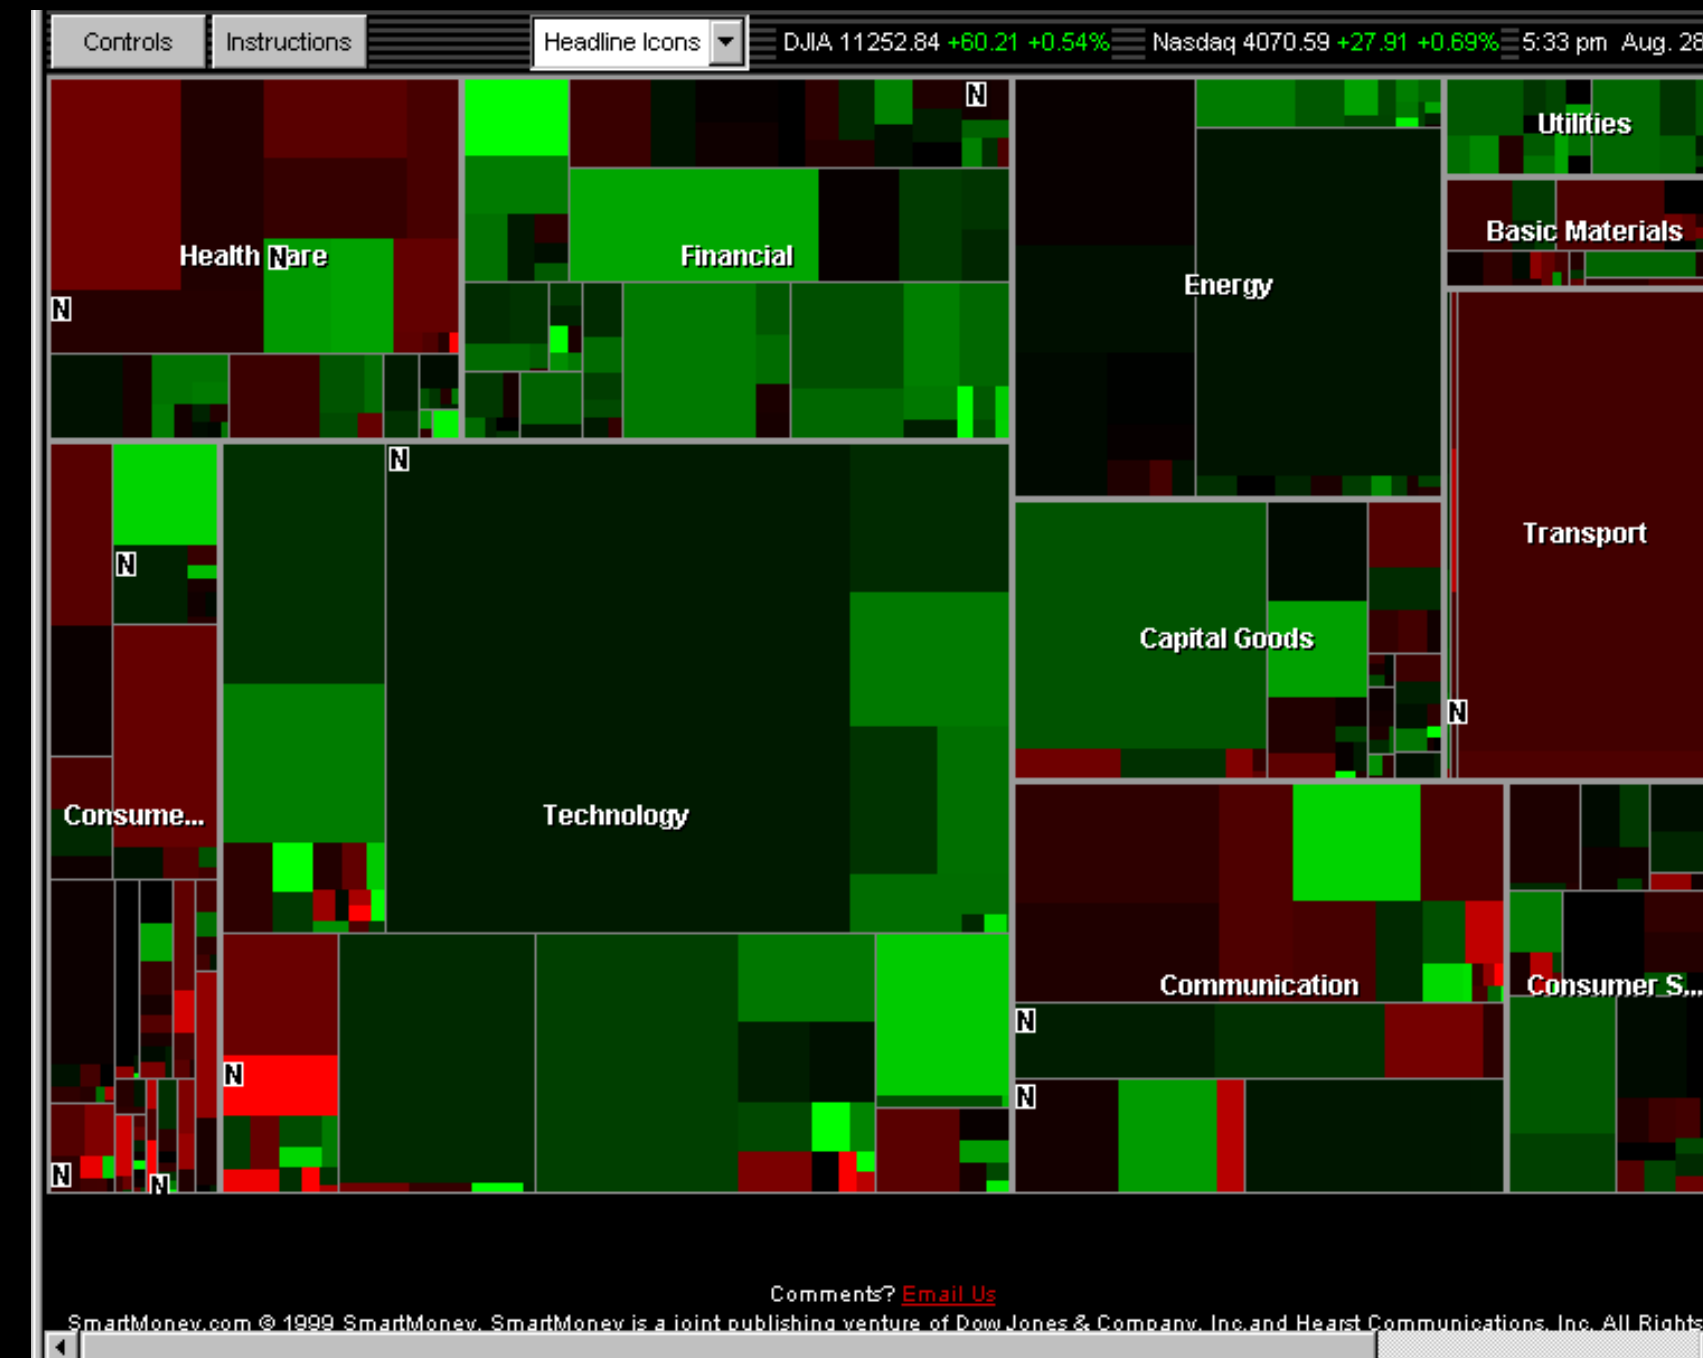 Controls Instructions Headline Icons DJIA 11252.84 +60.21 +0.54% Nasdaq 4070.59 +27.91 +0.69% 5:33 pm Aug. 28
N
Utilities
Basic Materials
Health Nare Financial
Energy
N
N
Transport
N
Capital Goods
N
Consume... Technology
Communication Consumer S...
N
N
N
N
N
Comments? Email Us
SmartMoney.com © 1999 SmartMoney. SmartMoney is a joint publishing venture of Dow Jones & Company, Inc.and Hearst Communications, Inc. All Rights